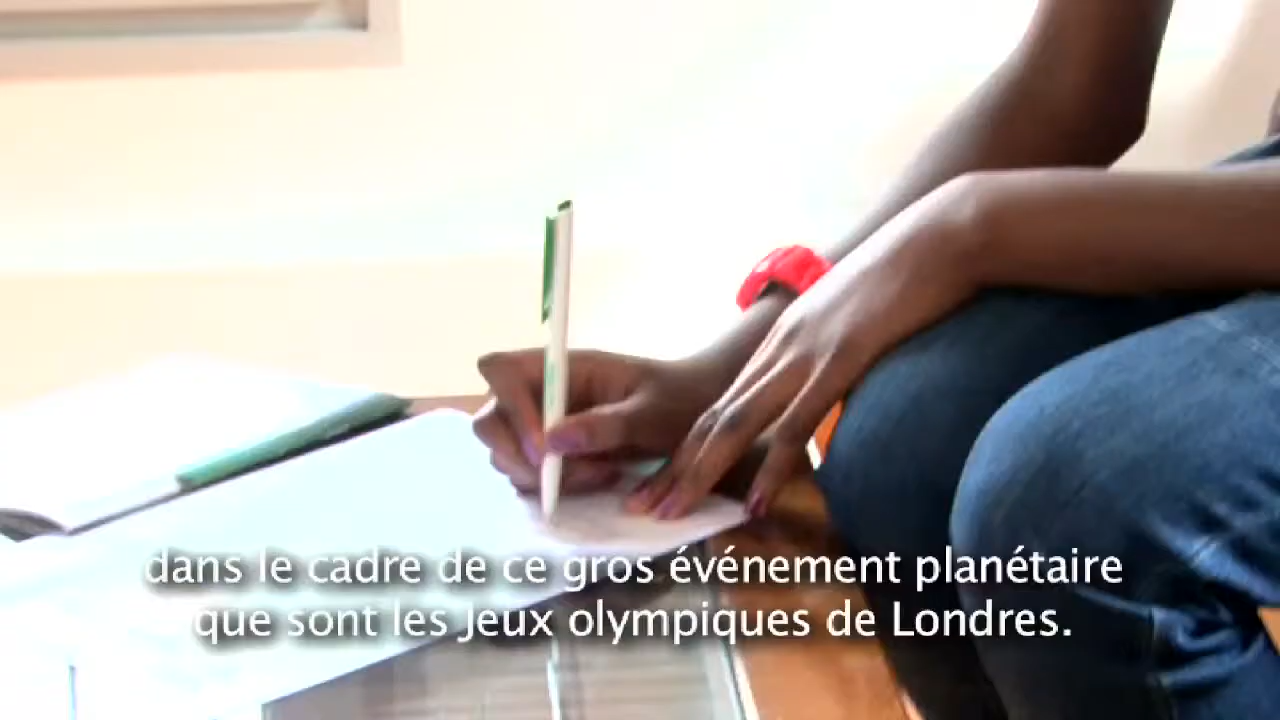 dans le cadre de ce gros événement planétaire
que sont les Jeux olympiques de Londres.